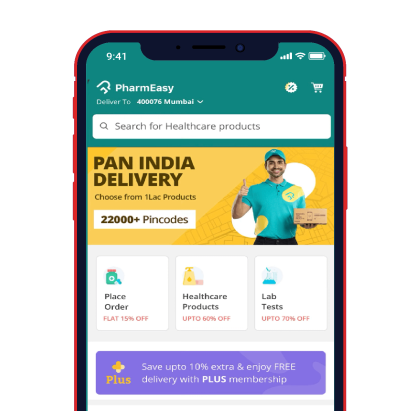 9:41
PharmEasy
Deliver To 400076 Mumbai
Search for Healthcare products
PAN INDIA
DELIVERY
Choose from 1Lac Products
22000+ Pincodes
Place
Order
FLAT 15% OFF
Healthcare
Products
UPTO 60% OFF
Lab
Tests
UPTO 70% OFF
Plus
Save upto 10% extra & enjoy FREE
delivery with PLUS membership